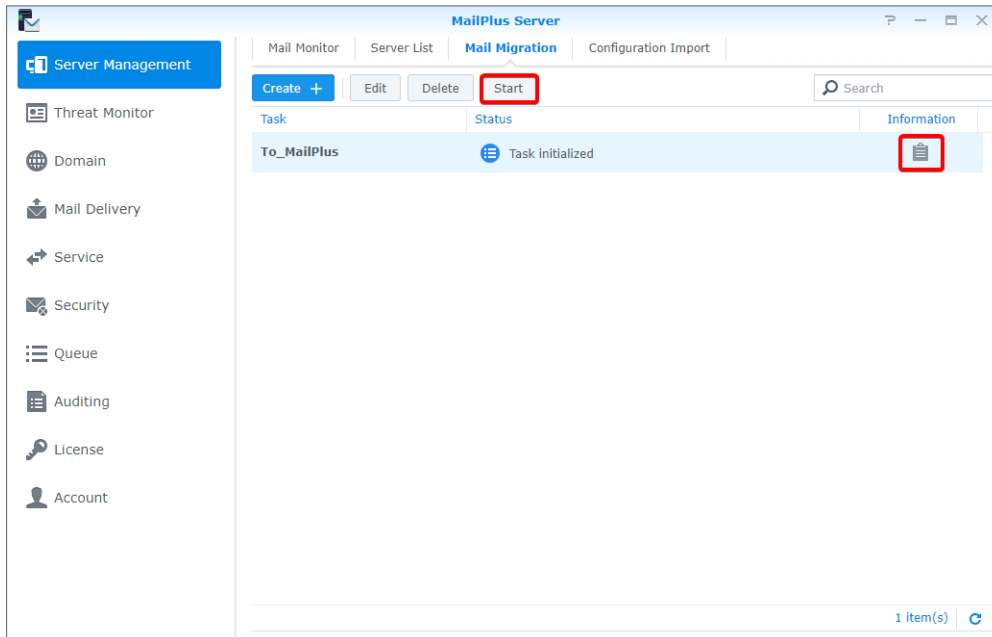 MailPlus Server
Server Management
Threat Monitor
Domain
Mail Delivery
Service
Security
Queue
Auditing
License
Account
Mail Monitor Server List Mail Migration Configuration Import
Create + Edit Delete Start Search
Task Status Information
To_MailPlus Task initialized
1 item(s)